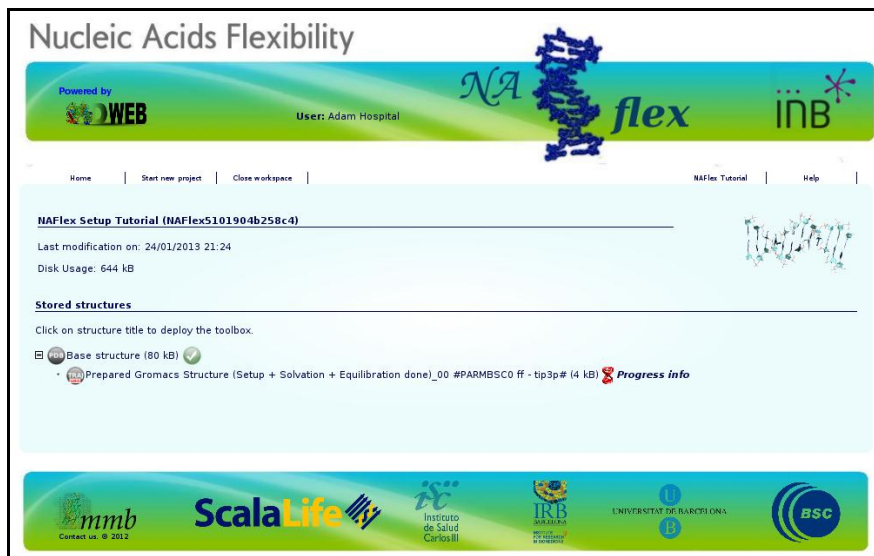 Nucleic Acids Flexibility
Powered by
WEB
User: Adam Hospital
NA flex
INB
Home | Start new project | Close workspace | NAFlex Tutorial | Help
NAFlex Setup Tutorial (NAFlex5101904b258c4)
Last modification on: 24/01/2013 21:24
Disk Usage: 644 kB
Stored structures
Click on structure title to deploy the toolbox.
PDB Base structure (80 kB)
TRAJ Prepared Gromacs Structure (Setup + Solvation + Equilibration done)_00 #PARMBSC0 ff - tip3p# (4 kB) Progress info
mmb
Contact us. © 2012
ScalaLife
isc
Instituto
de Salud
Carlos III
IRB
BARCELONA
UNIVERSITAT DE BARCELONA
U
B
BSC